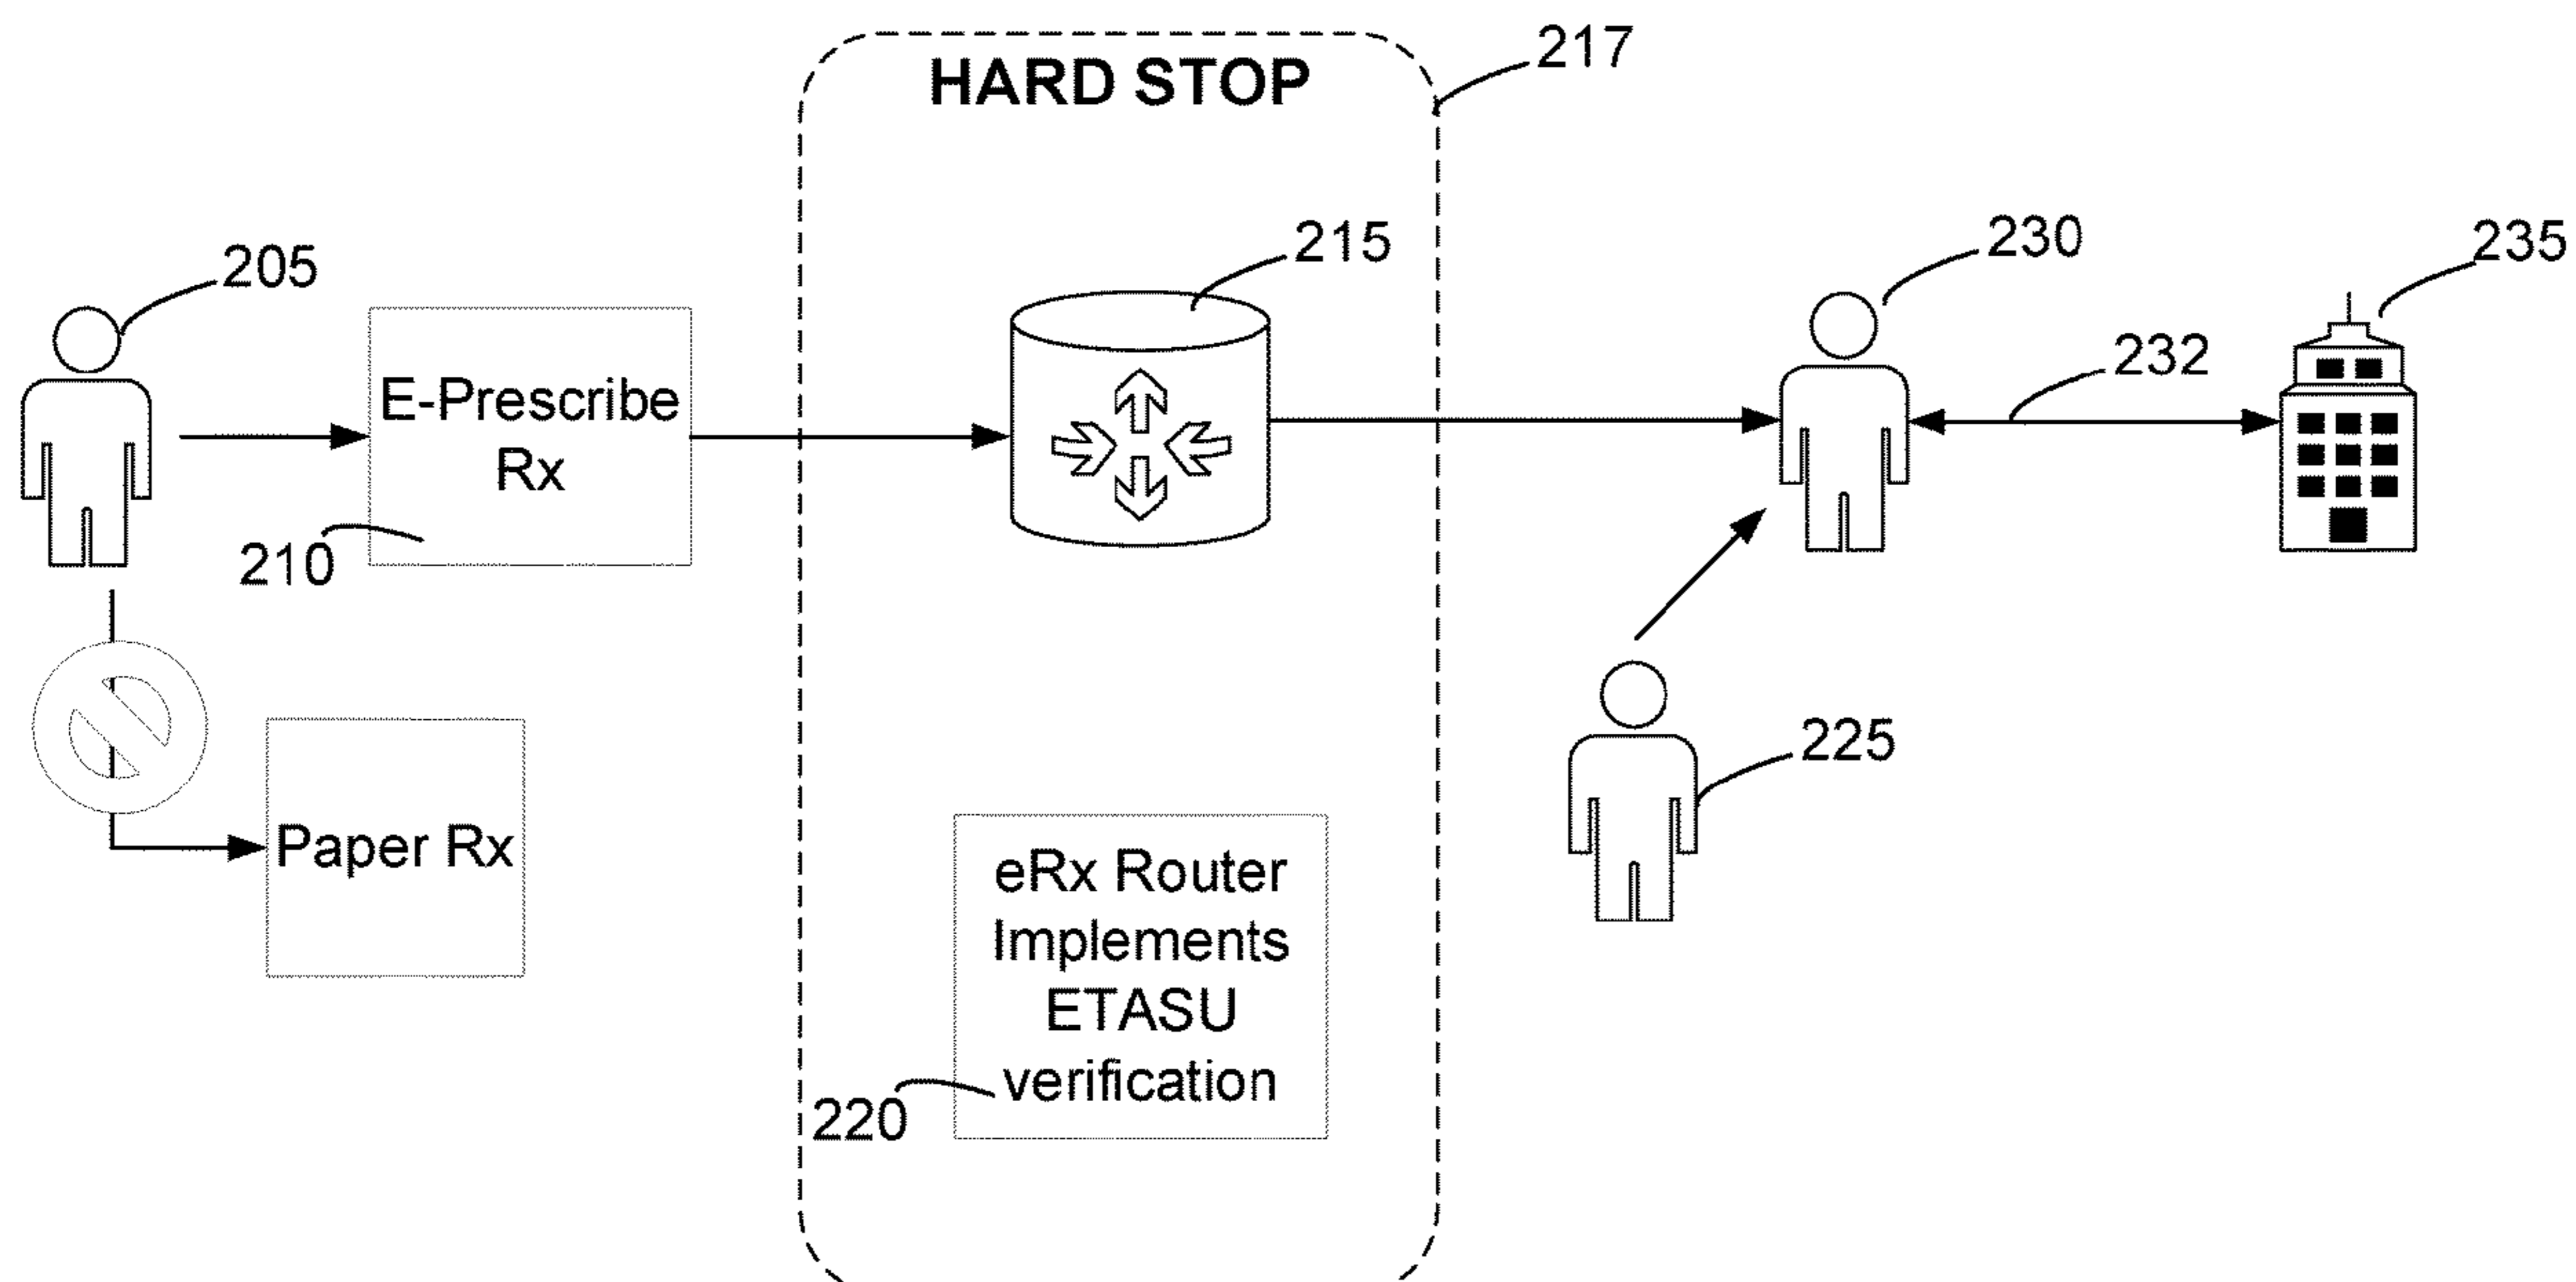 HARD STOP
217
205
215
230
235
232
E-Prescribe
Rx
210
225
Paper Rx
eRx Router
Implements
ETASU
verification
220